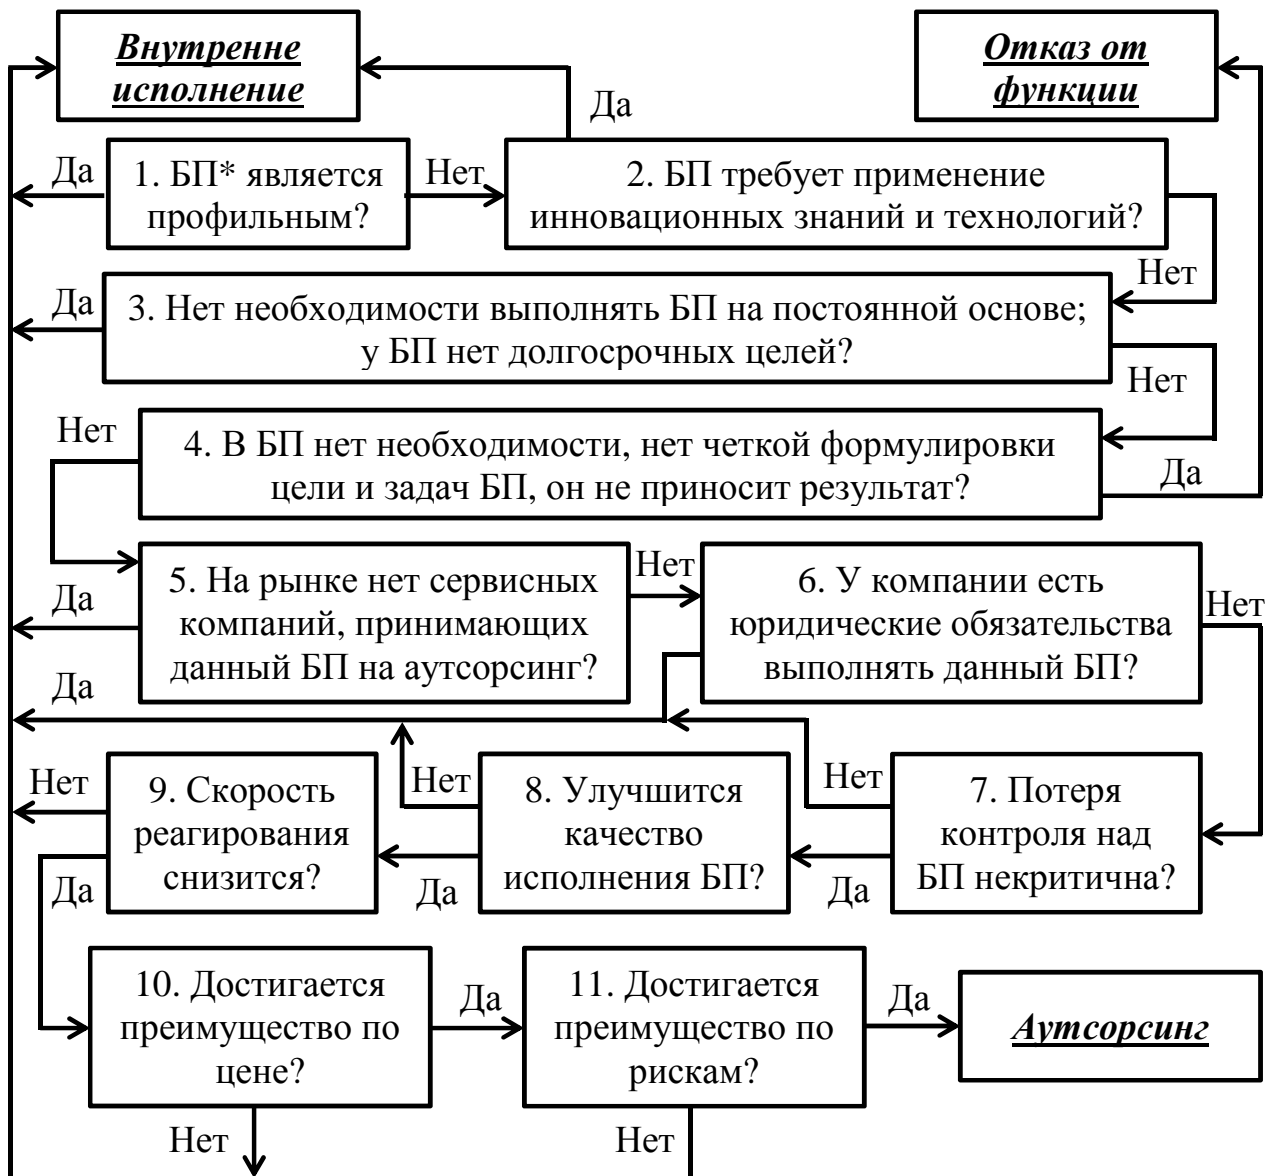 Внутренне
исполнение
Отказ от
функции
Да
Да
1. БП* является
профильным?
Нет
2. БП требует применение
инновационных знаний и технологий?
Нет
Да
3. Нет необходимости выполнять БП на постоянной основе;
у БП нет долгосрочных целей?
Нет
Нет
4. В БП нет необходимости, нет четкой формулировки
цели и задач БП, он не приносит результат?
Да
Да
5. На рынке нет сервисных
компаний, принимающих
данный БП на аутсорсинг?
Нет
6. У компании есть
юридические обязательства
выполнять данный БП?
Нет
Да
Нет
9. Скорость
реагирования
снизится?
Да
Нет
8. Улучшится
качество
исполнения БП?
Да
Нет
7. Потеря
контроля над
БП некритична?
Да
10. Достигается
преимущество по
цене?
Да
11. Достигается
преимущество по
рискам?
Да
Аутсорсинг
Нет
Нет